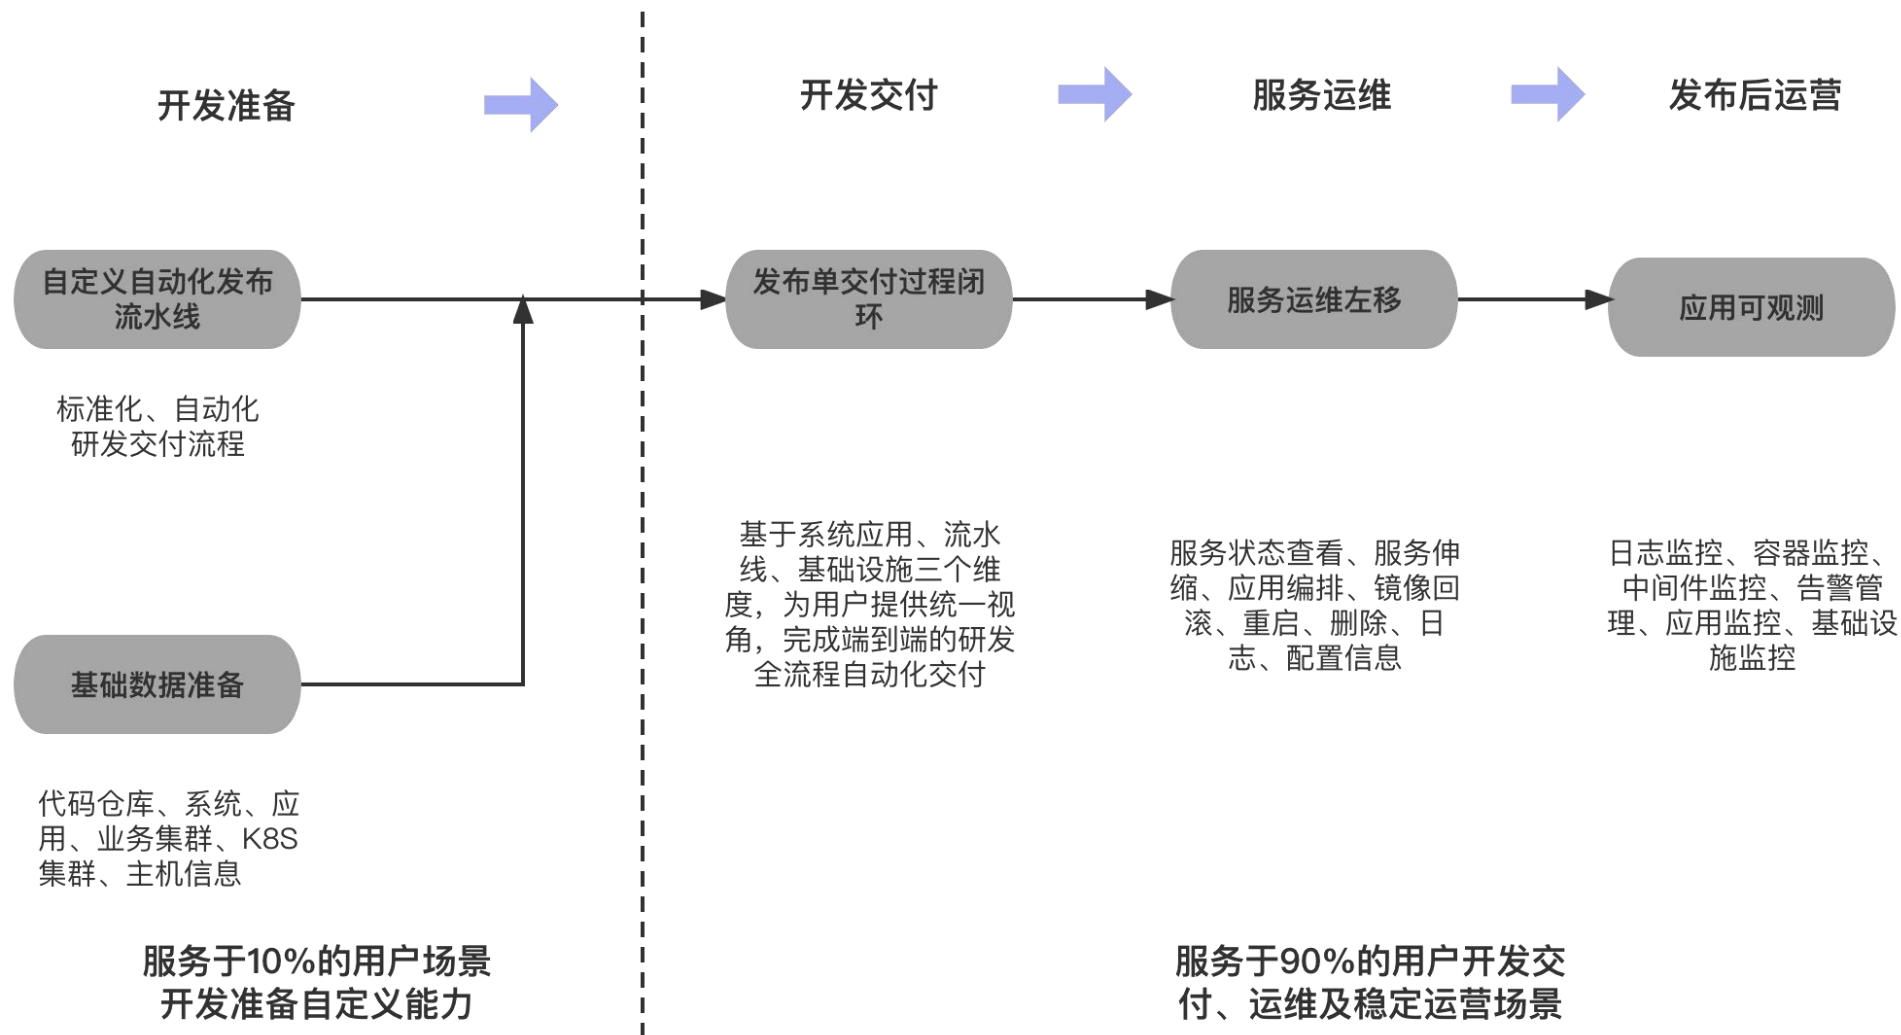 开发准备
开发交付
服务运维
发布后运营
自定义自动化发布
流水线
发布单交付过程闭
环
服务运维左移
应用可观测
标准化、自动化
研发交付流程
基于系统应用、流水
线、基础设施三个维
度，为用户提供统一视
角，完成端到端的研发
全流程自动化交付
服务状态查看、服务伸
缩、应用编排、镜像回
滚、重启、删除、日
志、配置信息
日志监控、容器监控、
中间件监控、告警管
理、应用监控、基础设
施监控
基础数据准备
代码仓库、系统、应
用、业务集群、K8S
集群、主机信息
服务于10%的用户场景
开发准备自定义能力
服务于90%的用户开发交
付、运维及稳定运营场景